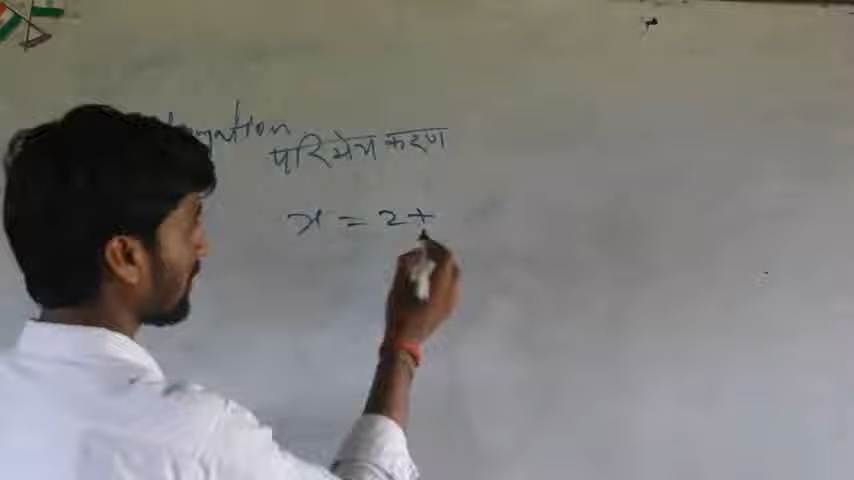 परिमेय करण
x = 2 +